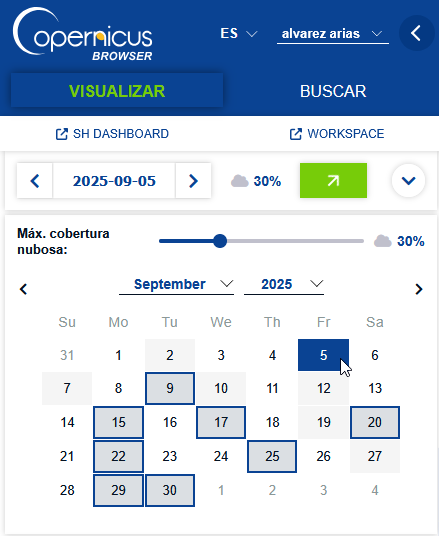 opernicus
BROWSER
ES
alvarez arias
VISUALIZAR
BUSCAR
SH DASHBOARD
WORKSPACE
2025-09-05
30%
Máx. cobertura
nubosa:
30%
September
2025
Su Mo Tu We Th Fr Sa
31 1 2 3 4 5 6
7 8 9 10 11 12 13
14 15 16 17 18 19 20
21 22 23 24 25 26 27
28 29 30 1 2 3 4